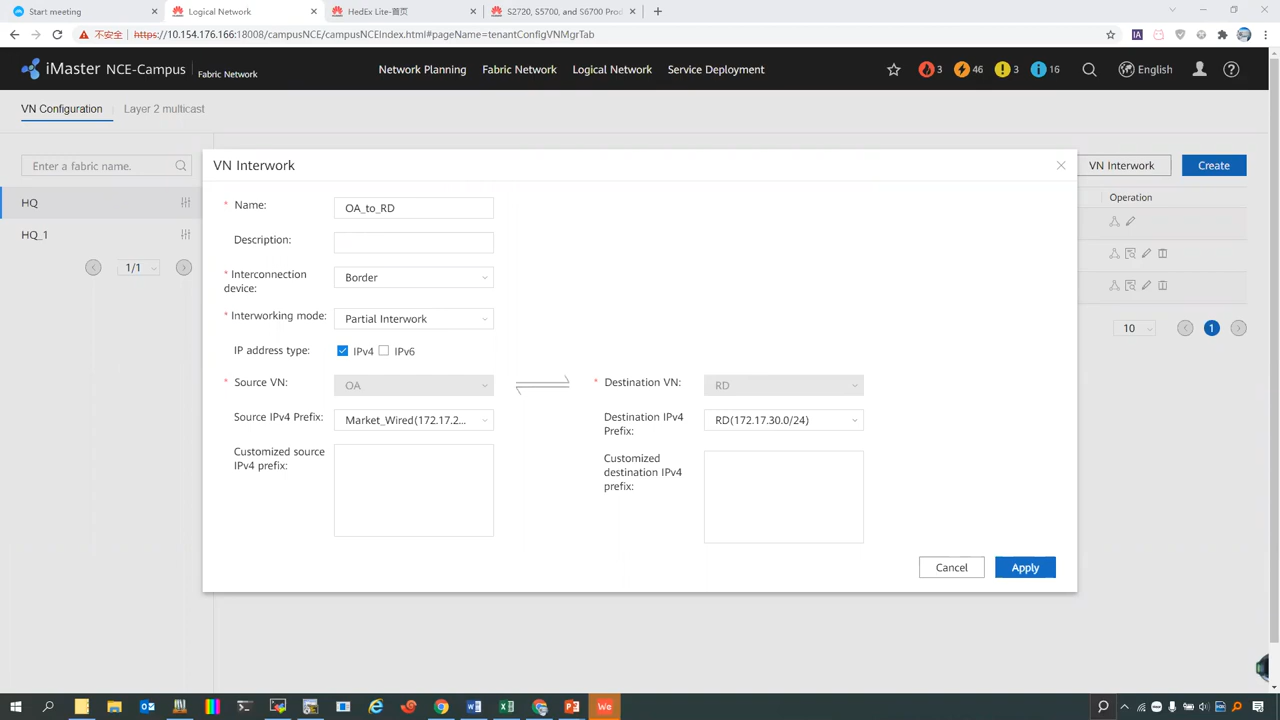 Start meeting
Logical Network
HedEx Lite-首页
S2720, S5700, and S6700 Prod
不安全
https://10.154.176.166:18008/campusNCE/campusNCEIndex.html#pageName=tenantConfigVNMgrTab
IA
iMaster NCE-Campus
Fabric Network
Network Planning
Fabric Network
Logical Network
Service Deployment
3
46
3
16
English
VN Configuration
Layer 2 multicast
Enter a fabric name.
HQ
HQ_1
1/1
VN Interwork
Create
Operation
10
1
VN Interwork
* Name:
OA_to_RD
Description:
* Interconnection device:
Border
* Interworking mode:
Partial Interwork
IP address type:
IPv4
IPv6
* Source VN:
OA
* Destination VN:
RD
Source IPv4 Prefix:
Market_Wired(172.17.2...
Destination IPv4
Prefix:
RD(172.17.30.0/24)
Customized source
IPv4 prefix:
Customized
destination IPv4
prefix:
Cancel
Apply
We